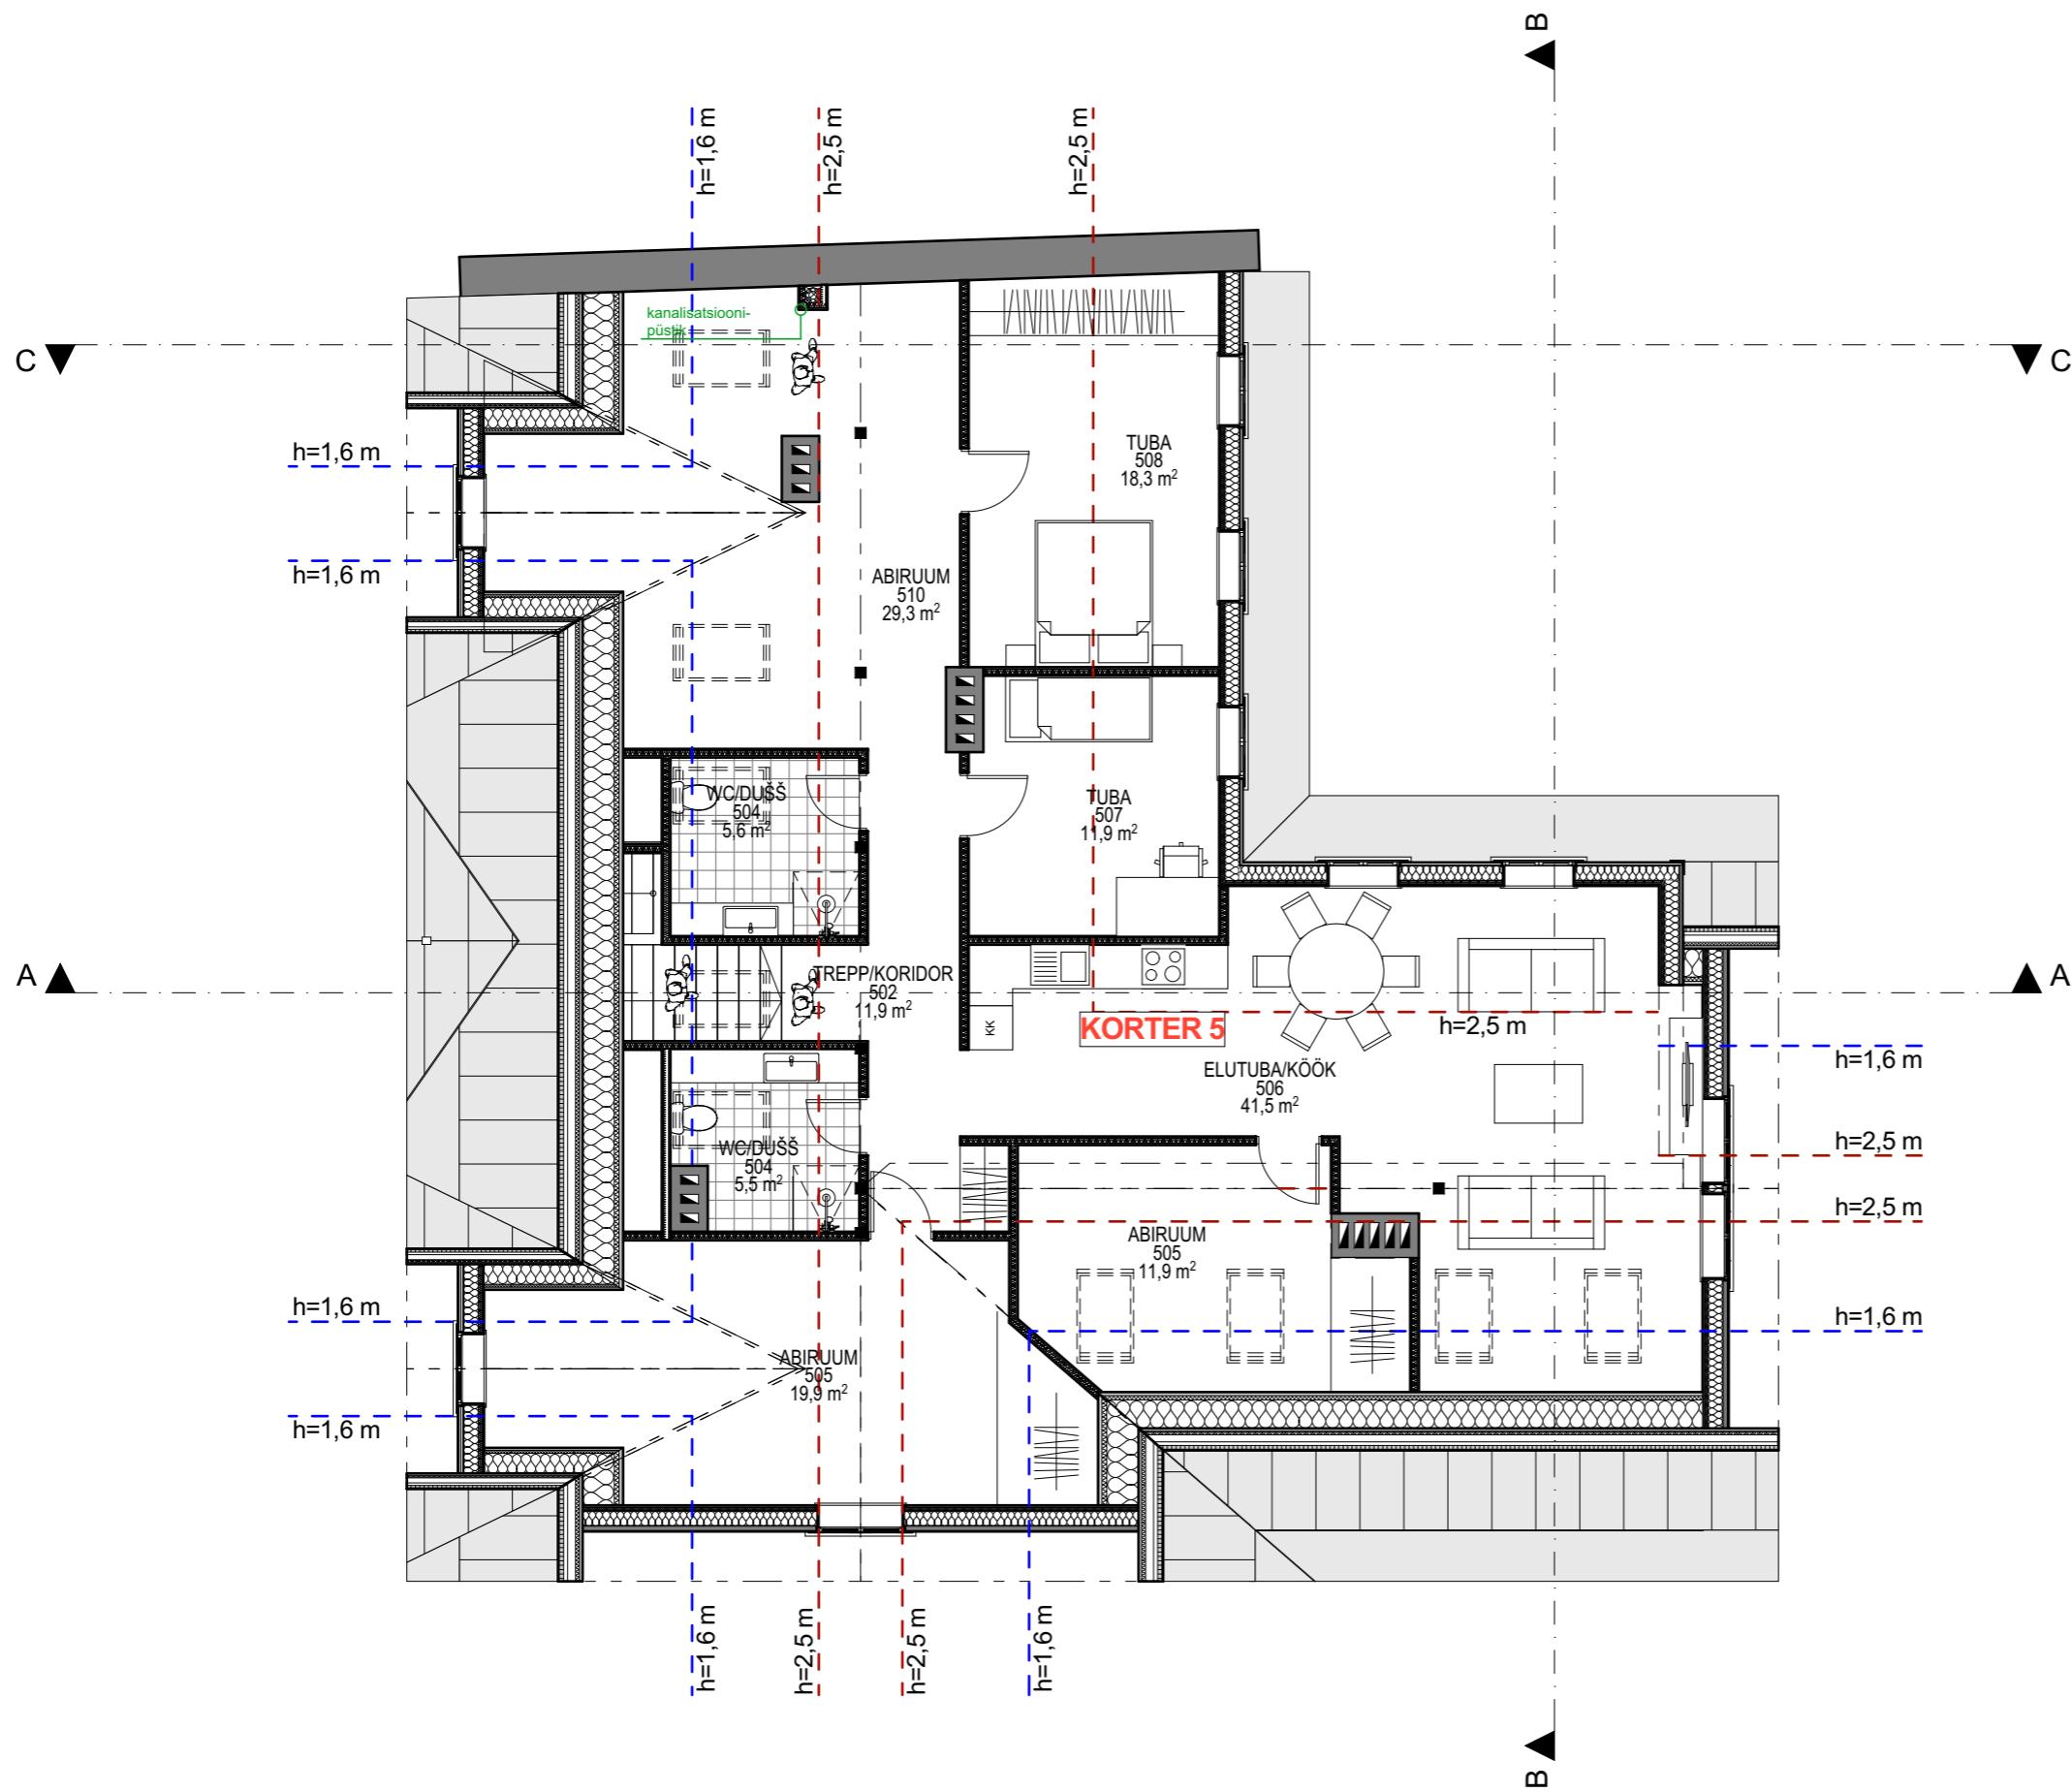 B
h=1,6 m
h=2,5 m
h=2,5 m
kanalisatsiooni-
püstik
C
C
h=1,6 m
TUBA
508
18,3 m²
h=1,6 m
ABIRUUM
510
29,3 m²
WC/DUŠŠ
504
5,6 m²
TUBA
507
11,9 m²
A
TREPP/KORIDOR
502
11,9 m²
A
KK
KORTER 5
h=2,5 m
h=1,6 m
ELUTUBA/KÖÖK
506
41,5 m²
h=2,5 m
WC/DUŠŠ
504
5,5 m²
h=2,5 m
ABIRUUM
505
11,9 m²
h=1,6 m
h=1,6 m
ABIRUUM
505
19,9 m²
h=1,6 m
h=1,6 m
h=2,5 m
h=2,5 m
h=1,6 m
B